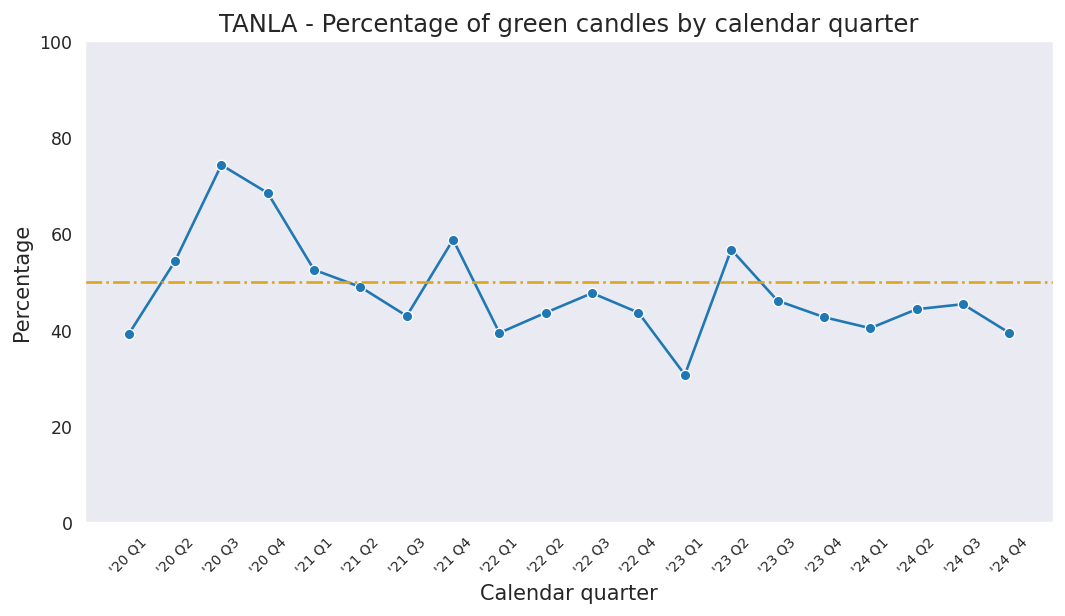 TANLA - Percentage of green candles by calendar quarter
100
80
60
40
20
0
Percentage
'20 Q1
'20 Q2
'20 Q3
'20 Q4
'21 Q1
'21 Q2
'21 Q3
'21 Q4
'22 Q1
'22 Q2
'22 Q3
'22 Q4
'23 Q1
'23 Q2
'23 Q3
'23 Q4
'24 Q1
'24 Q2
'24 Q3
'24 Q4
Calendar quarter